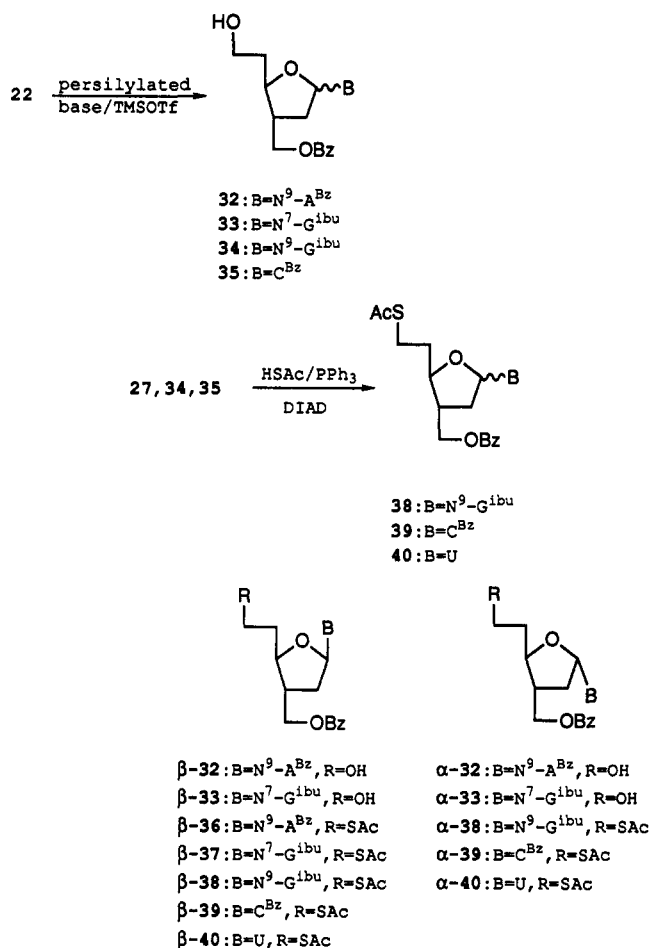 HO
22 persilylated base/TMSOTf
O
B
OBz
32:B=N⁹-Aᴮᶻ
33:B=N⁷-Gⁱᵇᵘ
34:B=N⁹-Gⁱᵇᵘ
35:B=Cᴮᶻ
AcS
27,34,35 HSAc/PPh₃ DIAD
O
B
OBz
38:B=N⁹-Gⁱᵇᵘ
39:B=Cᴮᶻ
40:B=U
R
O
B
OBz
R
O
B
OBz
β-32:B=N⁹-Aᴮᶻ,R=OH
β-33:B=N⁷-Gⁱᵇᵘ,R=OH
β-36:B=N⁹-Aᴮᶻ,R=SAc
β-37:B=N⁷-Gⁱᵇᵘ,R=SAc
β-38:B=N⁹-Gⁱᵇᵘ,R=SAc
β-39:B=Cᴮᶻ,R=SAc
β-40:B=U,R=SAc
α-32:B=N⁹-Aᴮᶻ,R=OH
α-33:B=N⁷-Gⁱᵇᵘ,R=OH
α-38:B=N⁹-Gⁱᵇᵘ,R=SAc
α-39:B=Cᴮᶻ,R=SAc
α-40:B=U,R=SAc